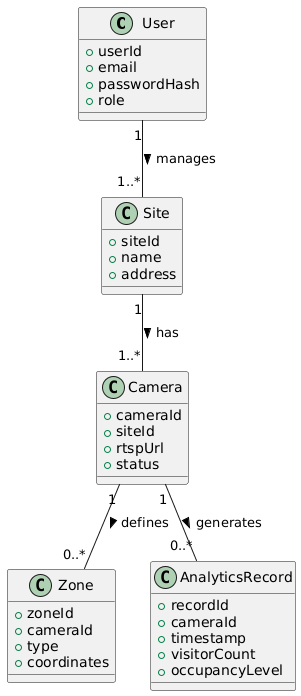 C User
userId
email
passwordHash
role
1
manages
1..*
C Site
siteId
name
address
1
has
1..*
C Camera
cameraId
siteId
rtspUrl
status
1 1
defines generates
0..* 0..*
C Zone
zoneId
cameraId
type
coordinates
C AnalyticsRecord
recordId
cameraId
timestamp
visitorCount
occupancyLevel